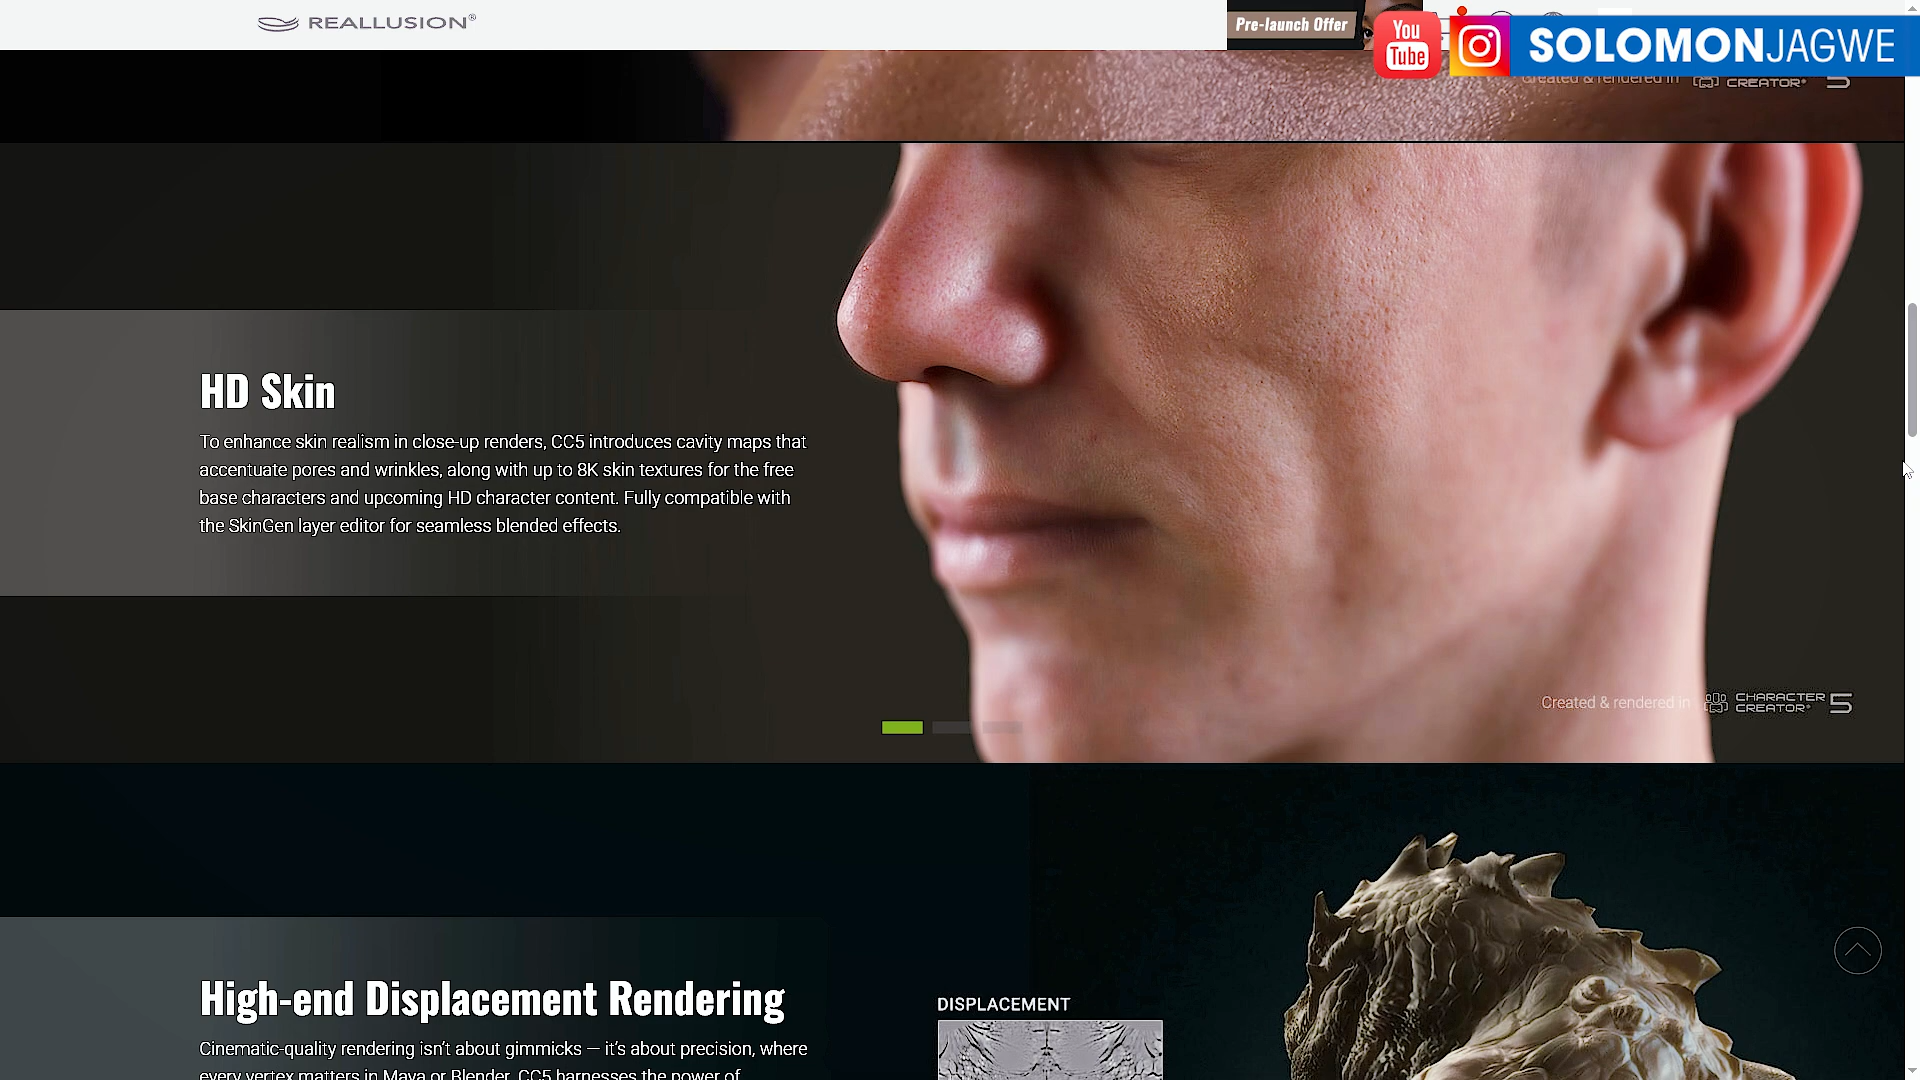 REALLUSION®
Pre-launch Offer
You
Tube
SOLOMONJAGWE
Created & rendered in
CREATOR®
5
HD Skin
To enhance skin realism in close-up renders, CC5 introduces cavity maps that
accentuate pores and wrinkles, along with up to 8K skin textures for the free
base characters and upcoming HD character content. Fully compatible with
the SkinGen layer editor for seamless blended effects.
Created & rendered in
CHARACTER
CREATOR®
5
High-end Displacement Rendering
DISPLACEMENT
Cinematic-quality rendering isn't about gimmicks — it's about precision, where
every vertex matters in Maya or Blender. CC5 harnesses the power of